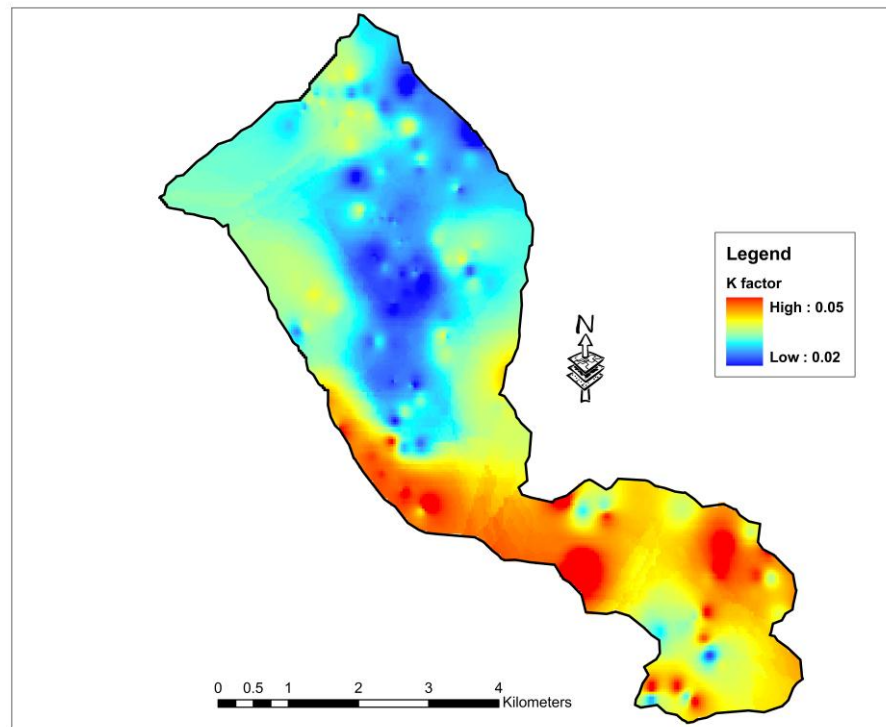 Legend
K factor
High : 0.05
Low : 0.02
N
0 0.5 1 2 3 4
Kilometers